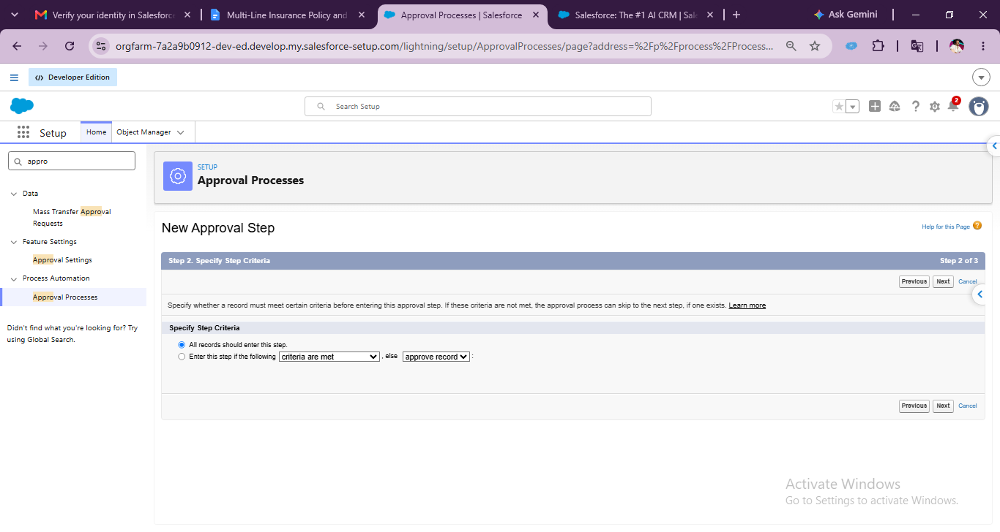 Verify your identity in Salesforce
Multi-Line Insurance Policy and
Approval Processes | Salesforce
Salesforce: The #1 AI CRM | Sale
Ask Gemini
orgfarm-7a2a9b0912-dev-ed.develop.my.salesforce-setup.com/lightning/setup/ApprovalProcesses/page?address=%2Fp%2Fprocess%2FProcess...
Developer Edition
Search Setup
2
Setup
Home
Object Manager
appro
Data
Mass Transfer Approval
Requests
Feature Settings
Approval Settings
Process Automation
Approval Processes
Didn't find what you're looking for? Try
using Global Search.
SETUP
Approval Processes
New Approval Step
Help for this Page ?
Step 2. Specify Step Criteria
Step 2 of 3
Previous Next Cancel
Specify whether a record must meet certain criteria before entering this approval step. If these criteria are not met, the approval process can skip to the next step, if one exists. Learn more
Specify Step Criteria
All records should enter this step.
Enter this step if the following criteria are met , else approve record :
Previous Next Cancel
Activate Windows
Go to Settings to activate Windows.